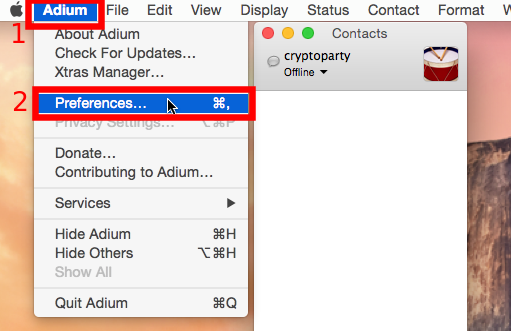 Adium File Edit View Display Status Contact Format W
1
About Adium
Check For Updates...
Xtras Manager...
2
Preferences... ⌘,
Privacy Settings... ⌥⌘P
Donate...
Contributing to Adium...
Services ▶
Hide Adium ⌘H
Hide Others ⌥⌘H
Show All
Quit Adium ⌘Q
Contacts
cryptoparty
Offline ▼